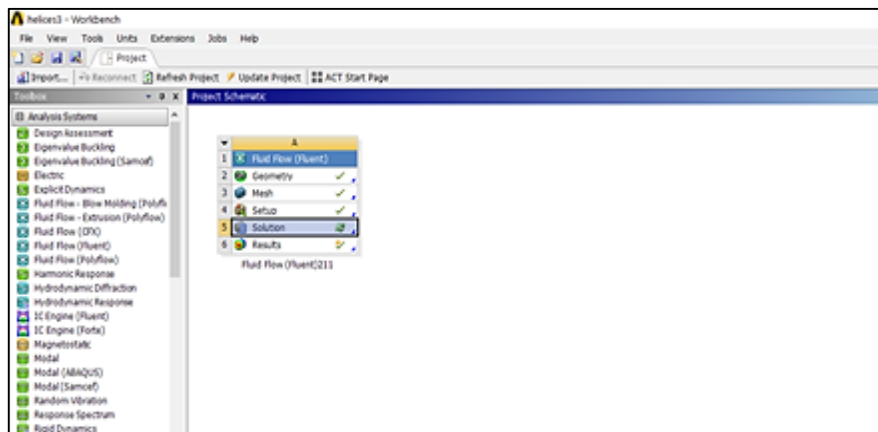 helices3 - Workbench
File View Tools Units Extensions Jobs Help
Project
Import... Reconnect Refresh Project Update Project ACT Start Page
Toolbox
Project Schematic
Analysis Systems
Design Assessment
Eigenvalue Buckling
Eigenvalue Buckling (Samcef)
Electric
Explicit Dynamics
Fluid Flow - Blow Molding (Polyfl
Fluid Flow - Extrusion (Polyflow)
Fluid Flow (CFX)
Fluid Flow (Fluent)
Fluid Flow (Polyflow)
Harmonic Response
Hydrodynamic Diffraction
Hydrodynamic Response
IC Engine (Fluent)
IC Engine (Forte)
Magnetostatic
Modal
Modal (ABAQUS)
Modal (Samcef)
Random Vibration
Response Spectrum
Rigid Dynamics
A
1 Fluid Flow (Fluent)
2 Geometry
3 Mesh
4 Setup
5 Solution
6 Results
Fluid Flow (Fluent)211